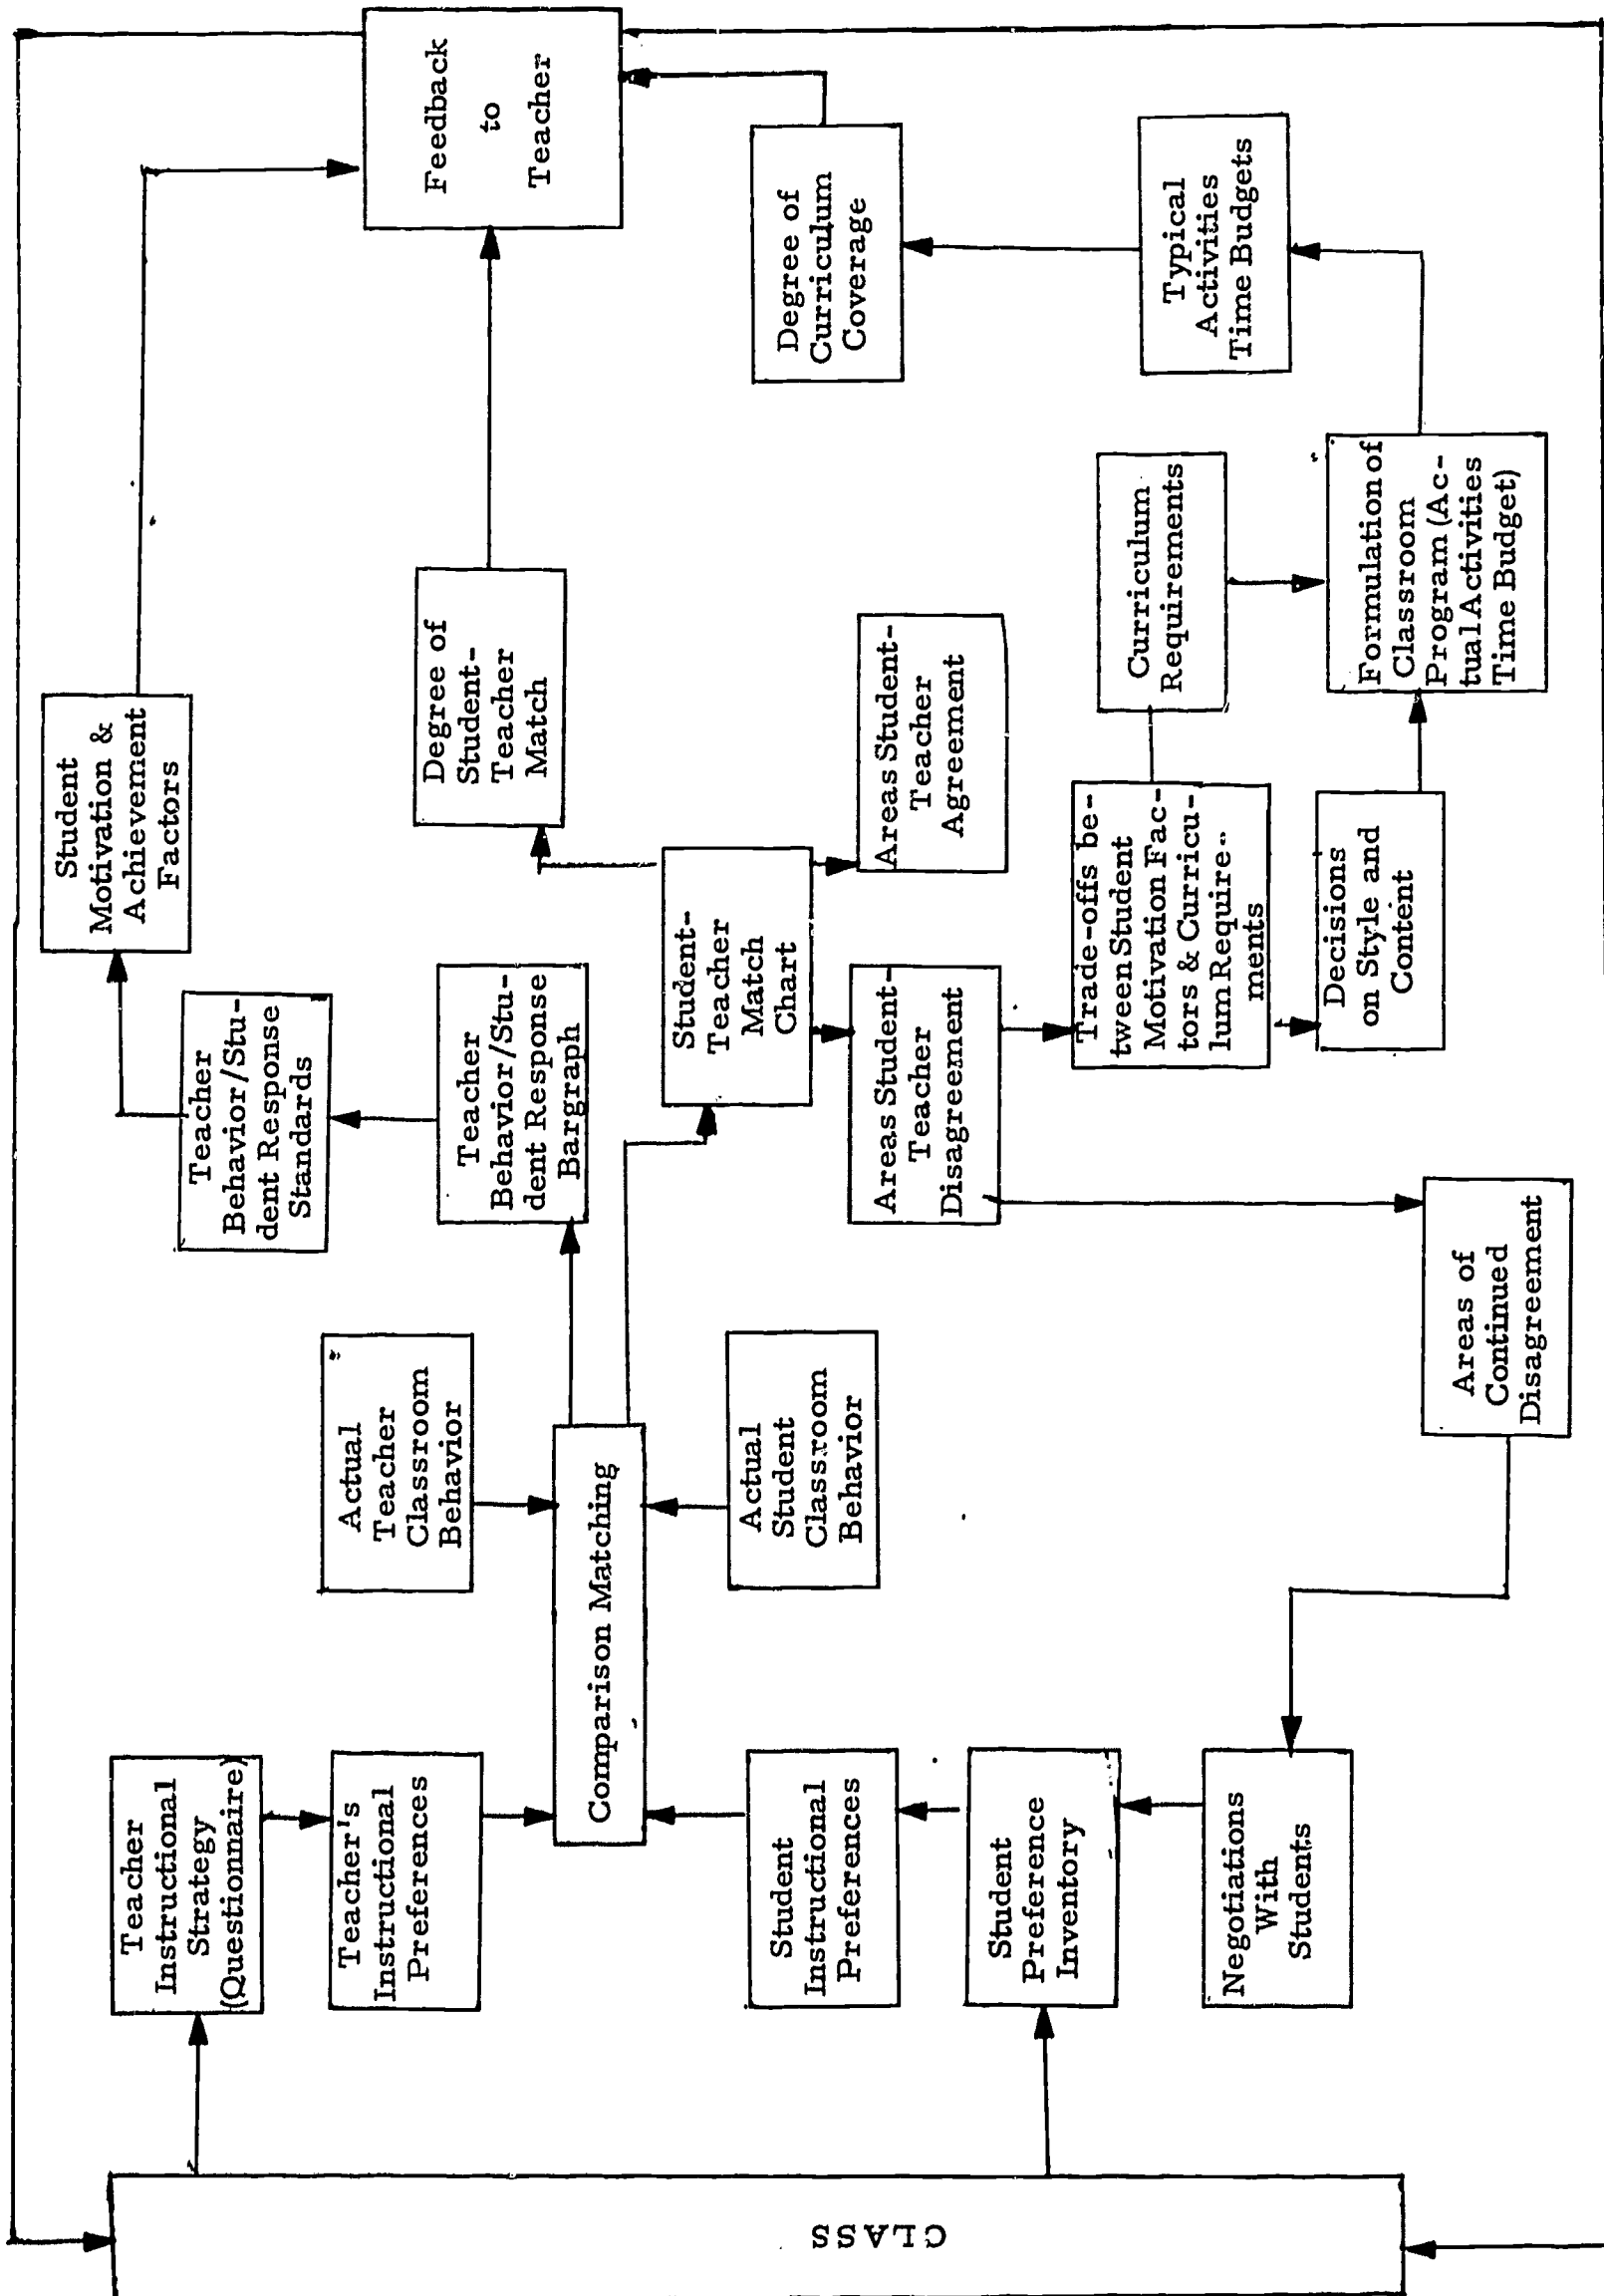 CLASS
Teacher
Instructional
Strategy
(Questionnaire)
Teacher's
Instructional
Preferences
Student
Instructional
Preferences
Student
Preference
Inventory
Negotiations
With
Students
Comparison Matching
Actual
Teacher
Classroom
Behavior
Actual
Student
Classroom
Behavior
Teacher
Behavior/Stu-
dent Response
Standards
Teacher
Behavior/Stu-
dent Response
Bargraph
Student-
Teacher
Match
Chart
Areas Student-
Teacher
Disagreement
Areas of
Continued
Disagreement
Student
Motivation &
Achievement
Factors
Degree of
Student-
Teacher
Match
Areas Student-
Teacher
Agreement
Trade-offs be-
tween Student
Motivation Fac-
tors & Curricu-
lum Require-
ments
Decisions
on Style and
Content
Curriculum
Requirements
Formulation of
Classroom
Program (Ac-
tual Activities
Time Budget)
Feedback
to
Teacher
Degree of
Curriculum
Coverage
Typical
Activities
Time Budgets